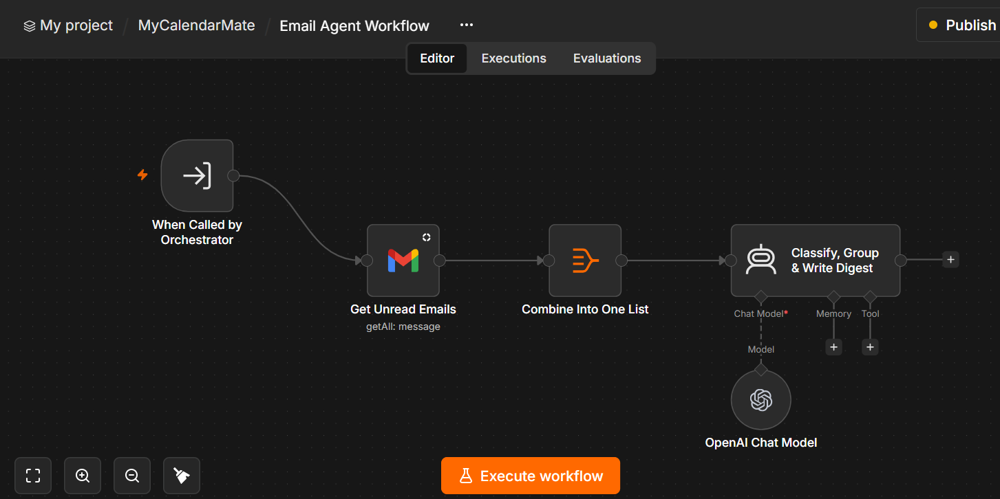 My project / MyCalendarMate / Email Agent Workflow ...
Publish
Editor Executions Evaluations
When Called by
Orchestrator
Get Unread Emails
getAll: message
Combine Into One List
Classify, Group
& Write Digest
Chat Model* Memory Tool
Model
OpenAI Chat Model
Execute workflow